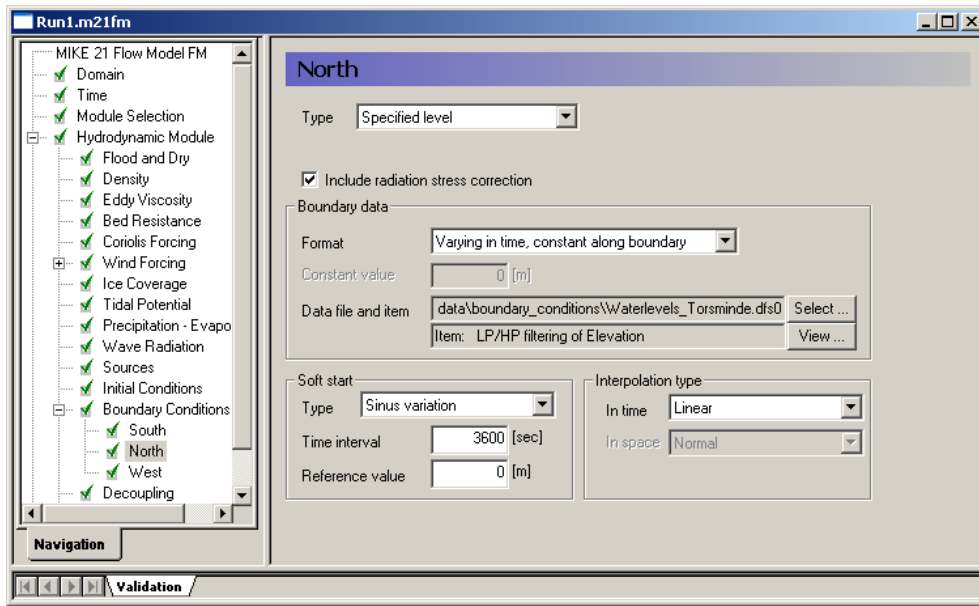 Run1.m21fm
MIKE 21 Flow Model FM
Domain
Time
Module Selection
Hydrodynamic Module
Flood and Dry
Density
Eddy Viscosity
Bed Resistance
Coriolis Forcing
Wind Forcing
Ice Coverage
Tidal Potential
Precipitation - Evapo
Wave Radiation
Sources
Initial Conditions
Boundary Conditions
South
North
West
Decoupling
Navigation
North
Type Specified level
Include radiation stress correction
Boundary data
Format Varying in time, constant along boundary
Constant value 0 [m]
Data file and item data\boundary_conditions\Waterlevels_Torsminde.dfs0 Select ...
Item: LP/HP filtering of Elevation View ...
Soft start
Type Sinus variation
Time interval 3600 [sec]
Reference value 0 [m]
Interpolation type
In time Linear
In space Normal
Validation